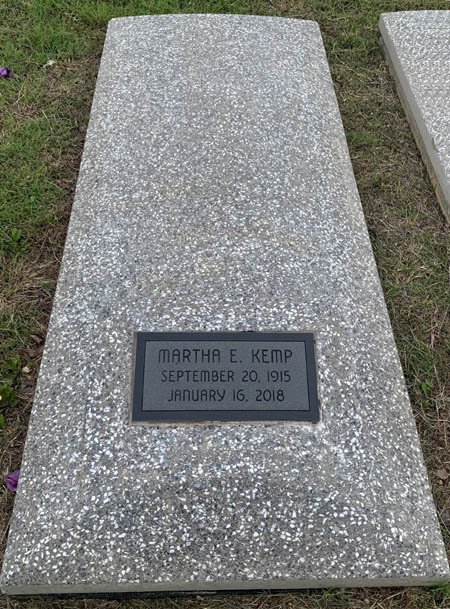 MARTHA E. KEMP
SEPTEMBER 20, 1915
JANUARY 16, 2018